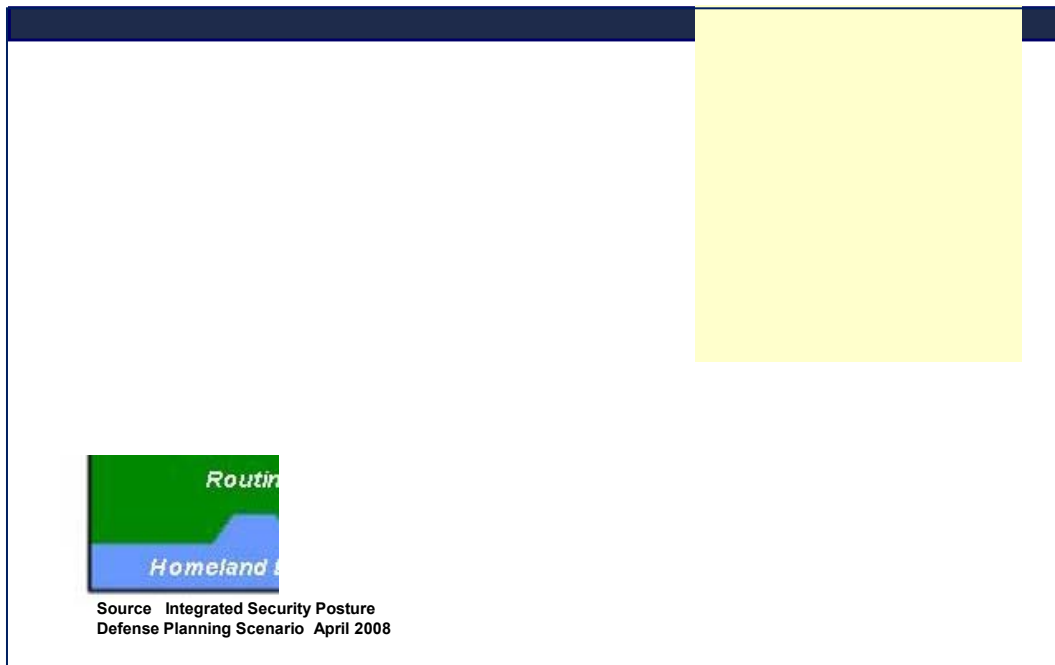 Routin
Homeland
Source Integrated Security Posture
Defense Planning Scenario April 2008